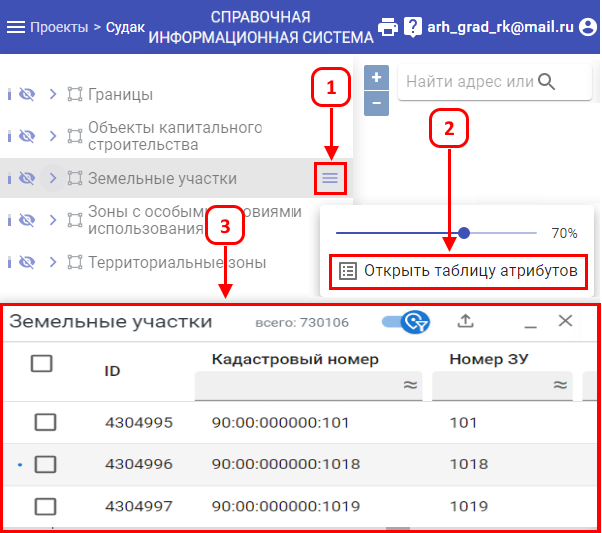 Проекты > Судак
СПРАВОЧНАЯ
ИНФОРМАЦИОННАЯ СИСТЕМА
arh_grad_rk@mail.ru
Границы
Объекты капитального
строительства
Земельные участки
Зоны с особыми условиями
использования
Территориальные зоны
1
Найти адрес или
2
70%
Открыть таблицу атрибутов
3
Земельные участки
всего: 730106
ID
Кадастровый номер
Номер ЗУ
≈
≈
4304995 90:00:000000:101 101
4304996 90:00:000000:1018 1018
4304997 90:00:000000:1019 1019